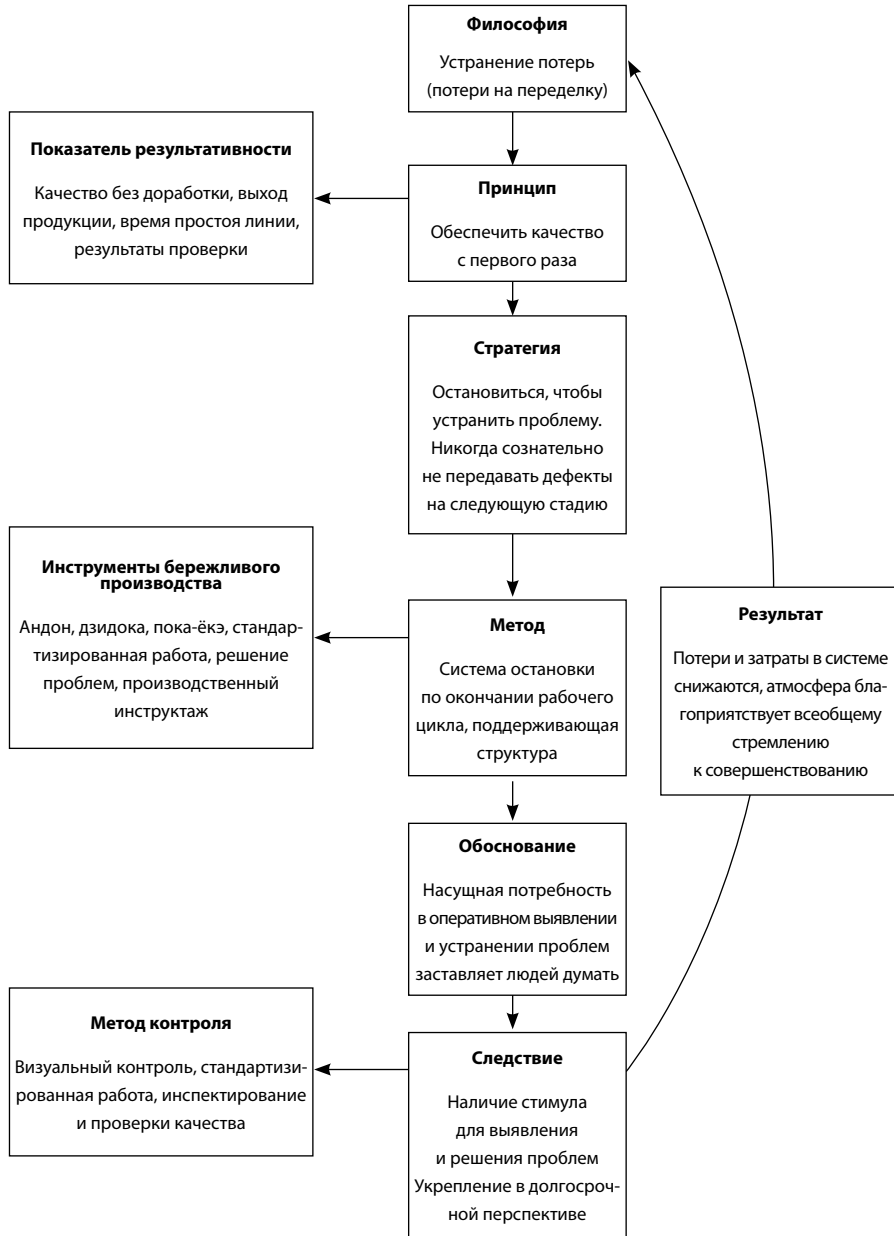 Философия
Устранение потерь
(потери на переделку)
Показатель результативности
Качество без доработки, выход
продукции, время простоя линии,
результаты проверки
Принцип
Обеспечить качество
с первого раза
Стратегия
Остановиться, чтобы
устранить проблему.
Никогда сознательно
не передавать дефекты
на следующую стадию
Инструменты бережливого
производства
Андон, дзидока, пока-ёкэ, стандар-
тизированная работа, решение
проблем, производственный
инструктаж
Метод
Система остановки
по окончании рабочего
цикла, поддерживающая
структура
Результат
Потери и затраты в системе
снижаются, атмосфера бла-
гоприятствует всеобщему
стремлению
к совершенствованию
Обоснование
Насущная потребность
в оперативном выявлении
и устранении проблем
заставляет людей думать
Метод контроля
Визуальный контроль, стандартизи-
рованная работа, инспектирование
и проверки качества
Следствие
Наличие стимула
для выявления
и решения проблем
Укрепление в долгосроч-
ной перспективе